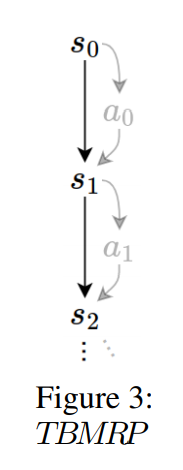 s₀
a₀
s₁
a₁
s₂
⋮ ⋱
Figure 3:
TBMRP